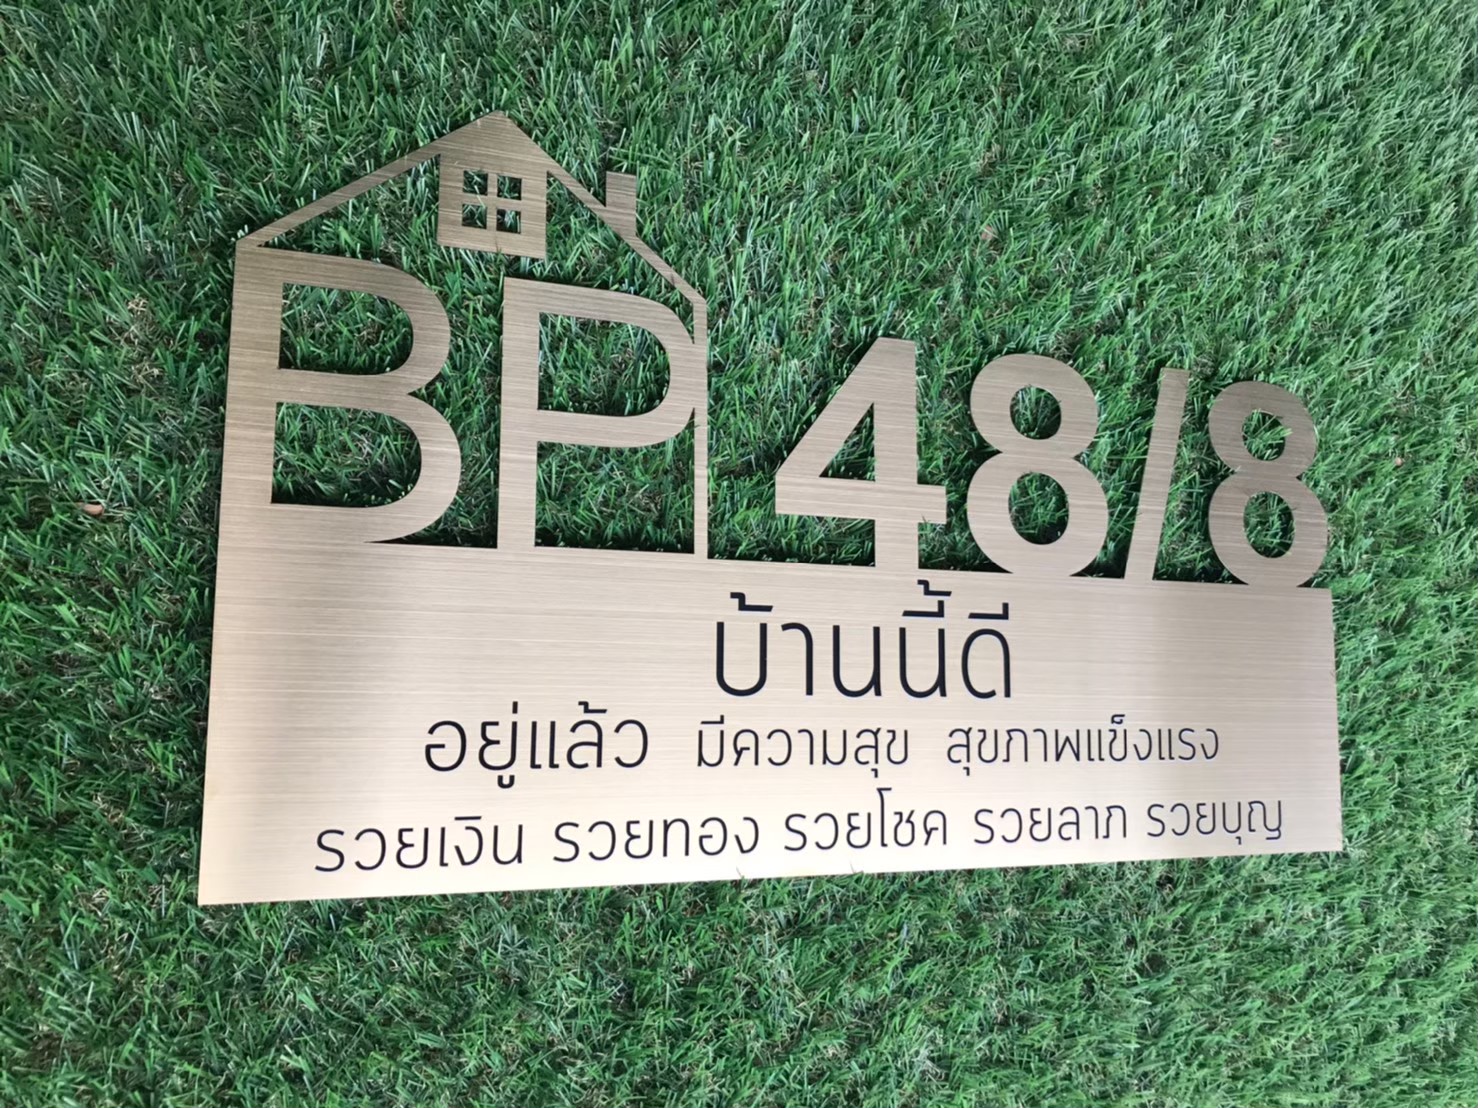 BP 48/8
บ้านนี้ดี
อยู่แล้ว มีความสุข สุขภาพแข็งแรง
รวยเงิน รวยทอง รวยโชค รวยลาภ รวยบุญ